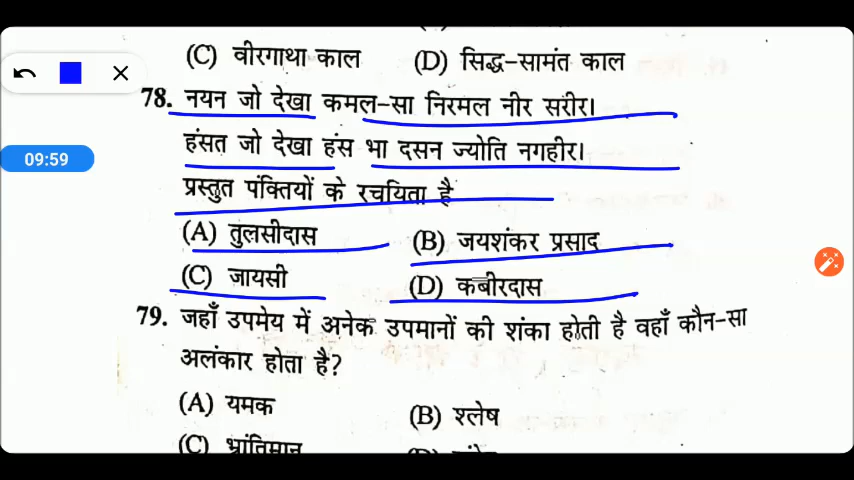 (C) वीरगाथा काल (D) सिद्ध-सामंत काल
78. नयन जो देखा कमल-सा निरमल नीर सरीर।
हंसत जो देखा हंस भा दसन ज्योति नगहीर।
09:59
प्रस्तुत पंक्तियों के रचयिता है
(A) तुलसीदास (B) जयशंकर प्रसाद
(C) जायसी (D) कबीरदास
79. जहाँ उपमेय में अनेक उपमानों की शंका होती है वहाँ कौन-सा
अलंकार होता है?
(A) यमक (B) श्लेष
(C) भ्रांतिमान